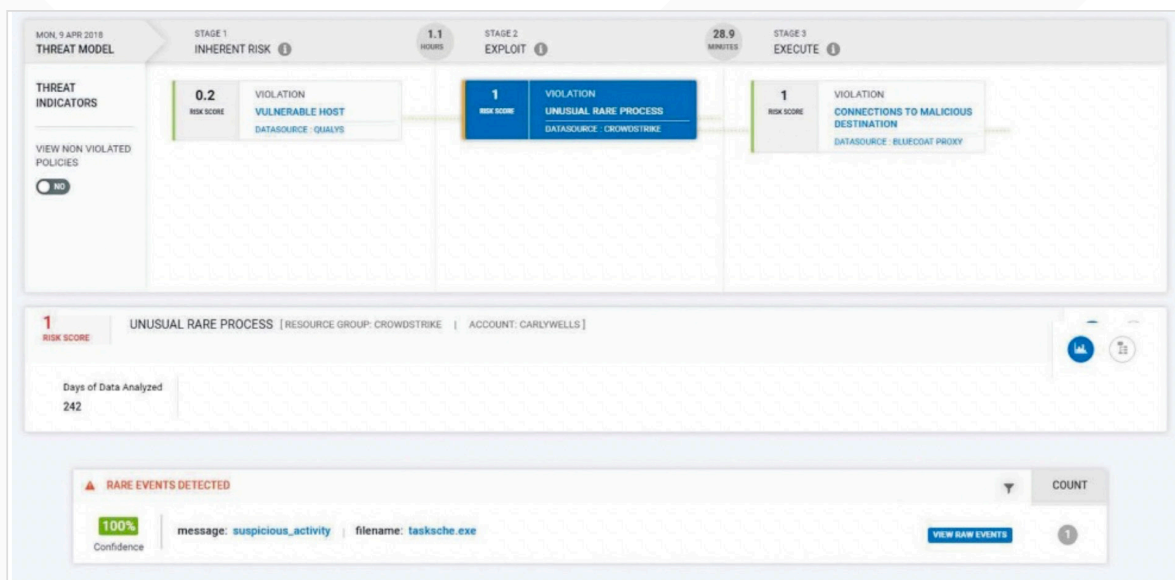 MON, 9 APR 2018
THREAT MODEL
STAGE 1
INHERENT RISK
1.1
HOURS
STAGE 2
EXPLOIT
28.9
MINUTES
STAGE 3
EXECUTE
THREAT
INDICATORS
VIEW NON VIOLATED
POLICIES
NO
0.2
RISK SCORE
VIOLATION
VULNERABLE HOST
DATASOURCE : QUALYS
1
RISK SCORE
VIOLATION
UNUSUAL RARE PROCESS
DATASOURCE : CROWDSTRIKE
1
RISK SCORE
VIOLATION
CONNECTIONS TO MALICIOUS
DESTINATION
DATASOURCE : BLUECOAT PROXY
1
RISK SCORE
UNUSUAL RARE PROCESS [ RESOURCE GROUP: CROWDSTRIKE | ACCOUNT: CARLYWELLS ]
Days of Data Analyzed
242
RARE EVENTS DETECTED
COUNT
100%
Confidence
message: suspicious_activity | filename: tasksche.exe
VIEW RAW EVENTS
1